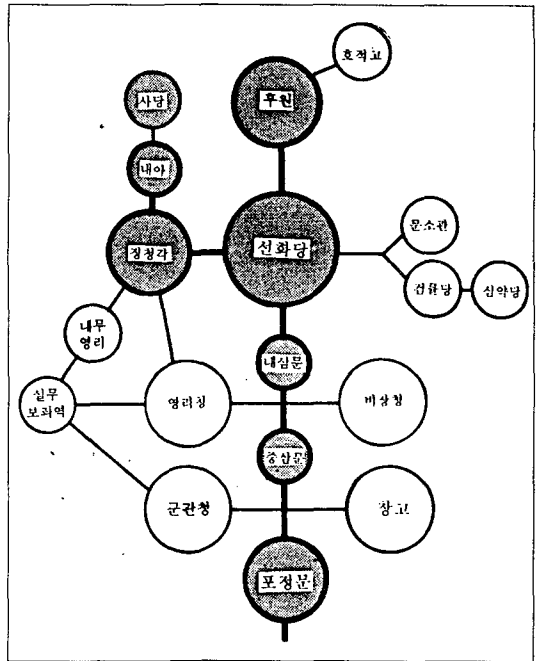 호적고
후원
사당
내아
선화당
징청각
문소관
검률당
심약당
내무
영리
내삼문
실무
보좌역
영리청
비장청
중삼문
군관청
창고
포정문